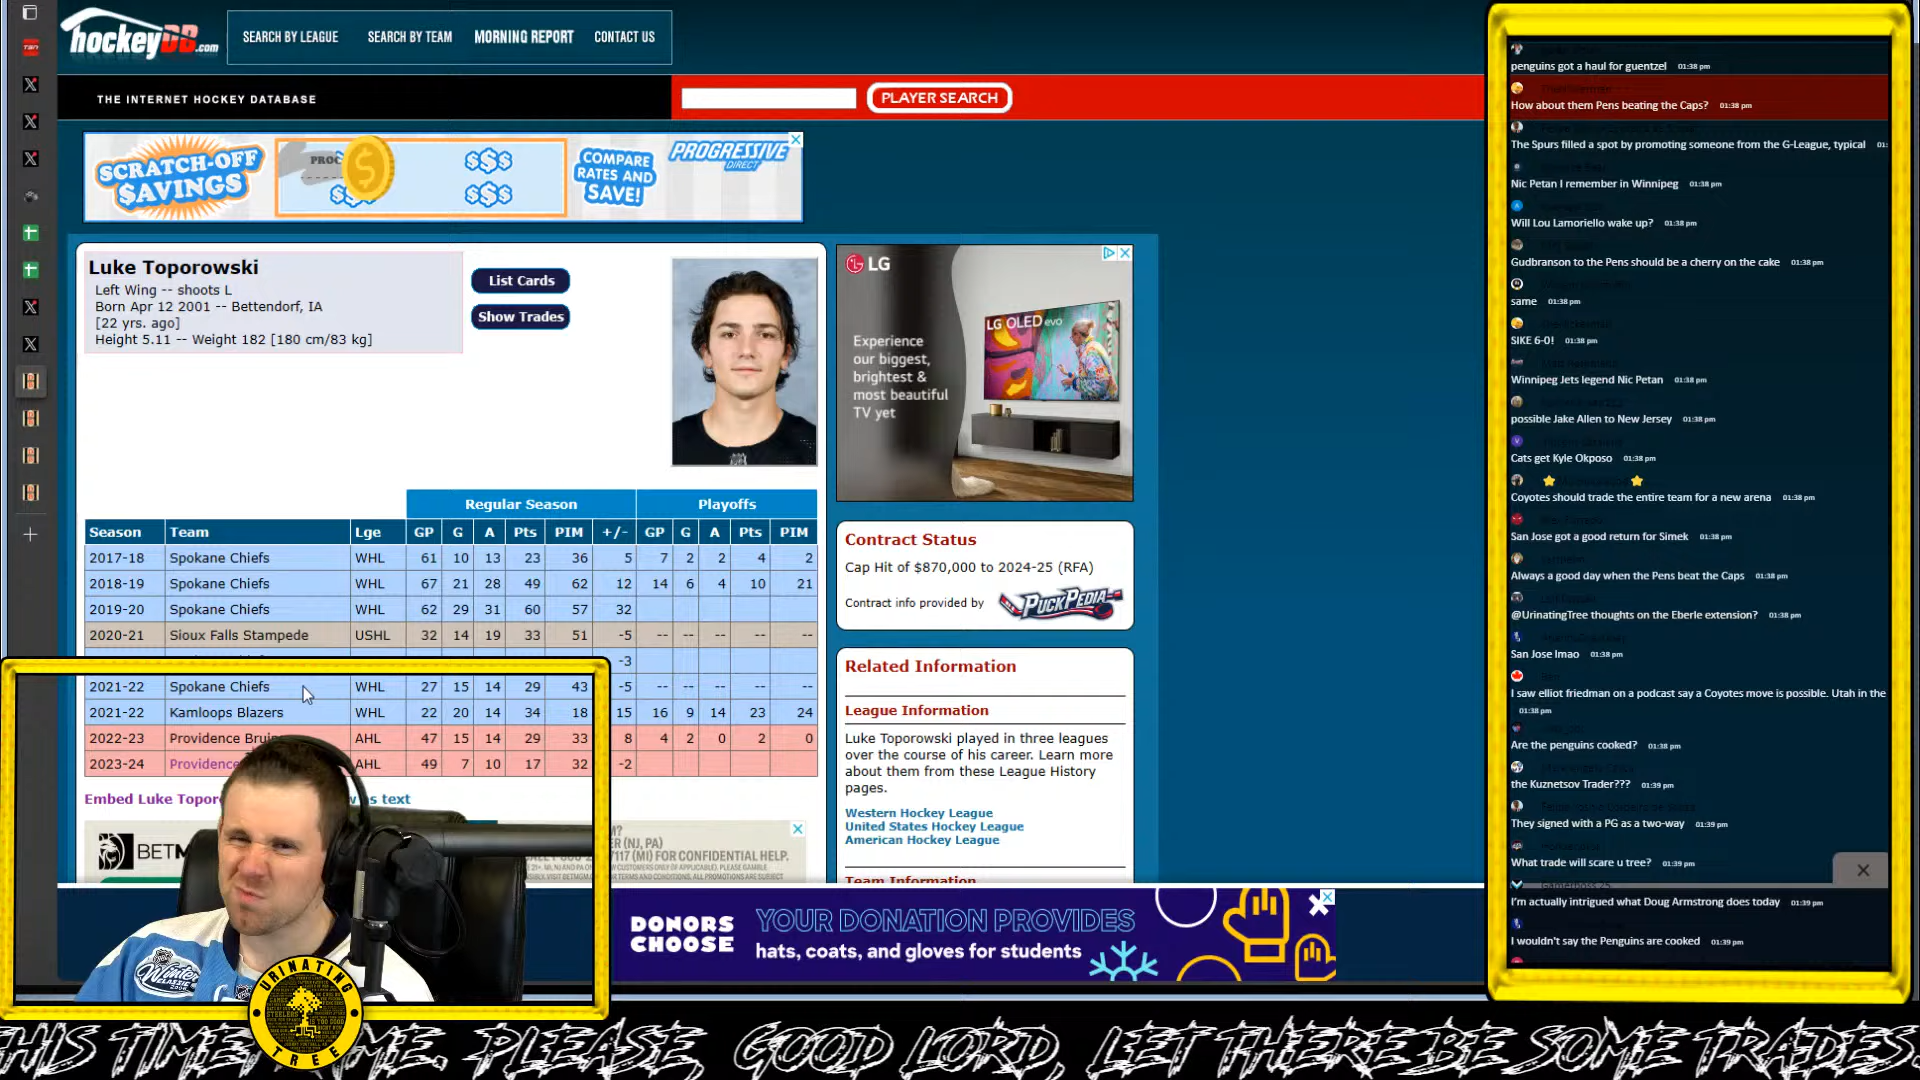 hockeyDB.com
SEARCH BY LEAGUE SEARCH BY TEAM MORNING REPORT CONTACT US
THE INTERNET HOCKEY DATABASE
PLAYER SEARCH
SCRATCH-OFF $AVINGS
$$$
COMPARE RATES AND SAVE!
PROGRESSIVE DIRECT
Luke Toporowski
Left Wing -- shoots L
Born Apr 12 2001 -- Bettendorf, IA
[22 yrs. ago]
Height 5.11 -- Weight 182 [180 cm/83 kg]
List Cards
Show Trades
LG
Experience
our biggest,
brightest &
most beautiful
TV yet
LG OLED evo
Regular Season Playoffs
Season Team Lge GP G A Pts PIM +/- GP G A Pts PIM
2017-18 Spokane Chiefs WHL 61 10 13 23 36 5 7 2 2 4 2
2018-19 Spokane Chiefs WHL 67 21 28 49 62 12 14 6 4 10 21
2019-20 Spokane Chiefs WHL 62 29 31 60 57 32
2020-21 Sioux Falls Stampede USHL 32 14 19 33 51 -5 -- -- -- -- --
-3
2021-22 Spokane Chiefs WHL 27 15 14 29 43 -5 -- -- -- -- --
2021-22 Kamloops Blazers WHL 22 20 14 34 18 15 16 9 14 23 24
2022-23 Providence Bruins AHL 47 15 14 29 33 8 4 2 0 2 0
2023-24 Providence AHL 49 7 10 17 32 -2
Embed Luke Topor as text
Contract Status
Cap Hit of $870,000 to 2024-25 (RFA)
Contract info provided by PUCKPEDIA
Related Information
League Information
Luke Toporowski played in three leagues
over the course of his career. Learn more
about them from these League History
pages.
Western Hockey League
United States Hockey League
American Hockey League
Team Information
BETM
R (NJ, PA)
7117 (MI) FOR CONFIDENTIAL HELP.
DONORS CHOOSE
YOUR DONATION PROVIDES
hats, coats, and gloves for students
URINATING TREE
penguins got a haul for guentzel 01:38 pm
How about them Pens beating the Caps? 01:38 pm
The Spurs filled a spot by promoting someone from the G-League, typical 01:
Nic Petan I remember in Winnipeg 01:38 pm
Will Lou Lamoriello wake up? 01:38 pm
Gudbranson to the Pens should be a cherry on the cake 01:38 pm
same 01:38 pm
SIKE 6-0! 01:38 pm
Winnipeg Jets legend Nic Petan 01:38 pm
possible Jake Allen to New Jersey 01:38 pm
Cats get Kyle Okposo 01:38 pm
Coyotes should trade the entire team for a new arena 01:38 pm
San Jose got a good return for Simek 01:38 pm
Always a good day when the Pens beat the Caps 01:38 pm
@UrinatingTree thoughts on the Eberle extension? 01:38 pm
San Jose lmao 01:38 pm
I saw elliot friedman on a podcast say a Coyotes move is possible. Utah in the
01:38 pm
Are the penguins cooked? 01:38 pm
the Kuznetsov Trader??? 01:39 pm
They signed with a PG as a two-way 01:39 pm
What trade will scare u tree? 01:39 pm
I'm actually intrigued what Doug Armstrong does today 01:39 pm
I wouldn't say the Penguins are cooked 01:39 pm
HIS TIME ME. PLEASE, GOOD LORD, LET THERE BE SOME TRADES.